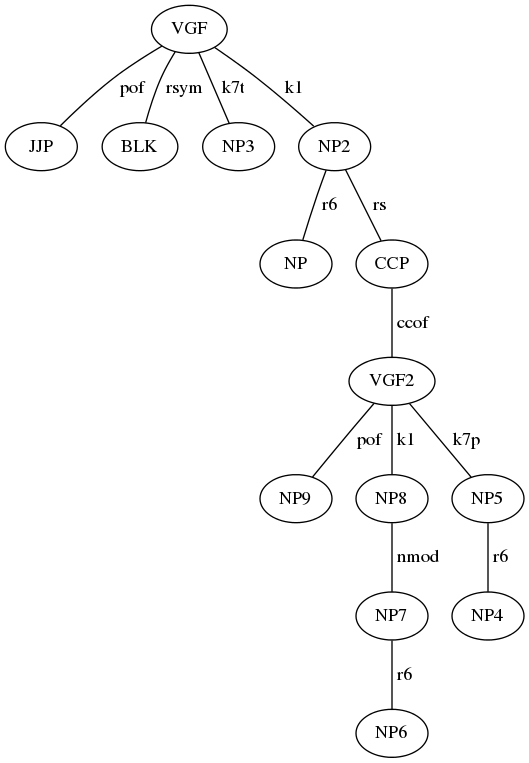 VGF
pof rsym k7t k1
JJP BLK NP3 NP2
r6 rs
NP CCP
ccof
VGF2
pof k1 k7p
NP9 NP8 NP5
nmod r6
NP7 NP4
r6
NP6